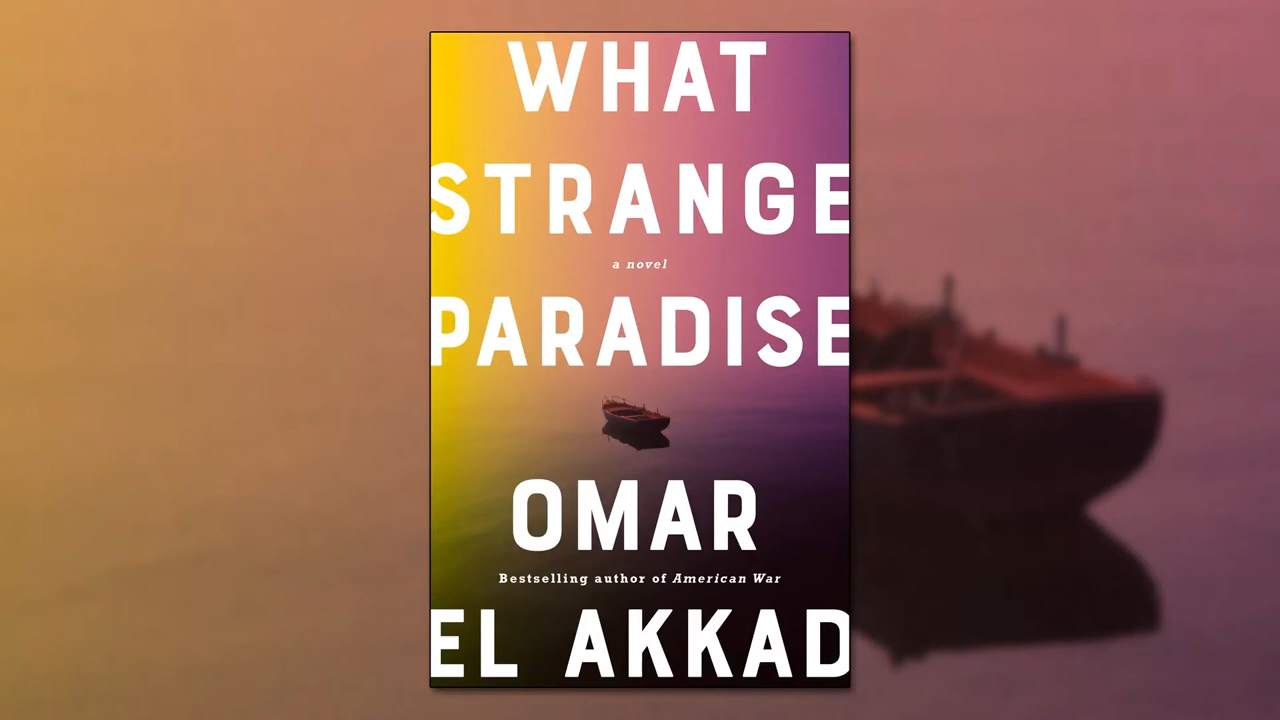 WHAT
STRANGE
a novel
PARADISE
OMAR
Bestselling author of American War
EL AKKAD